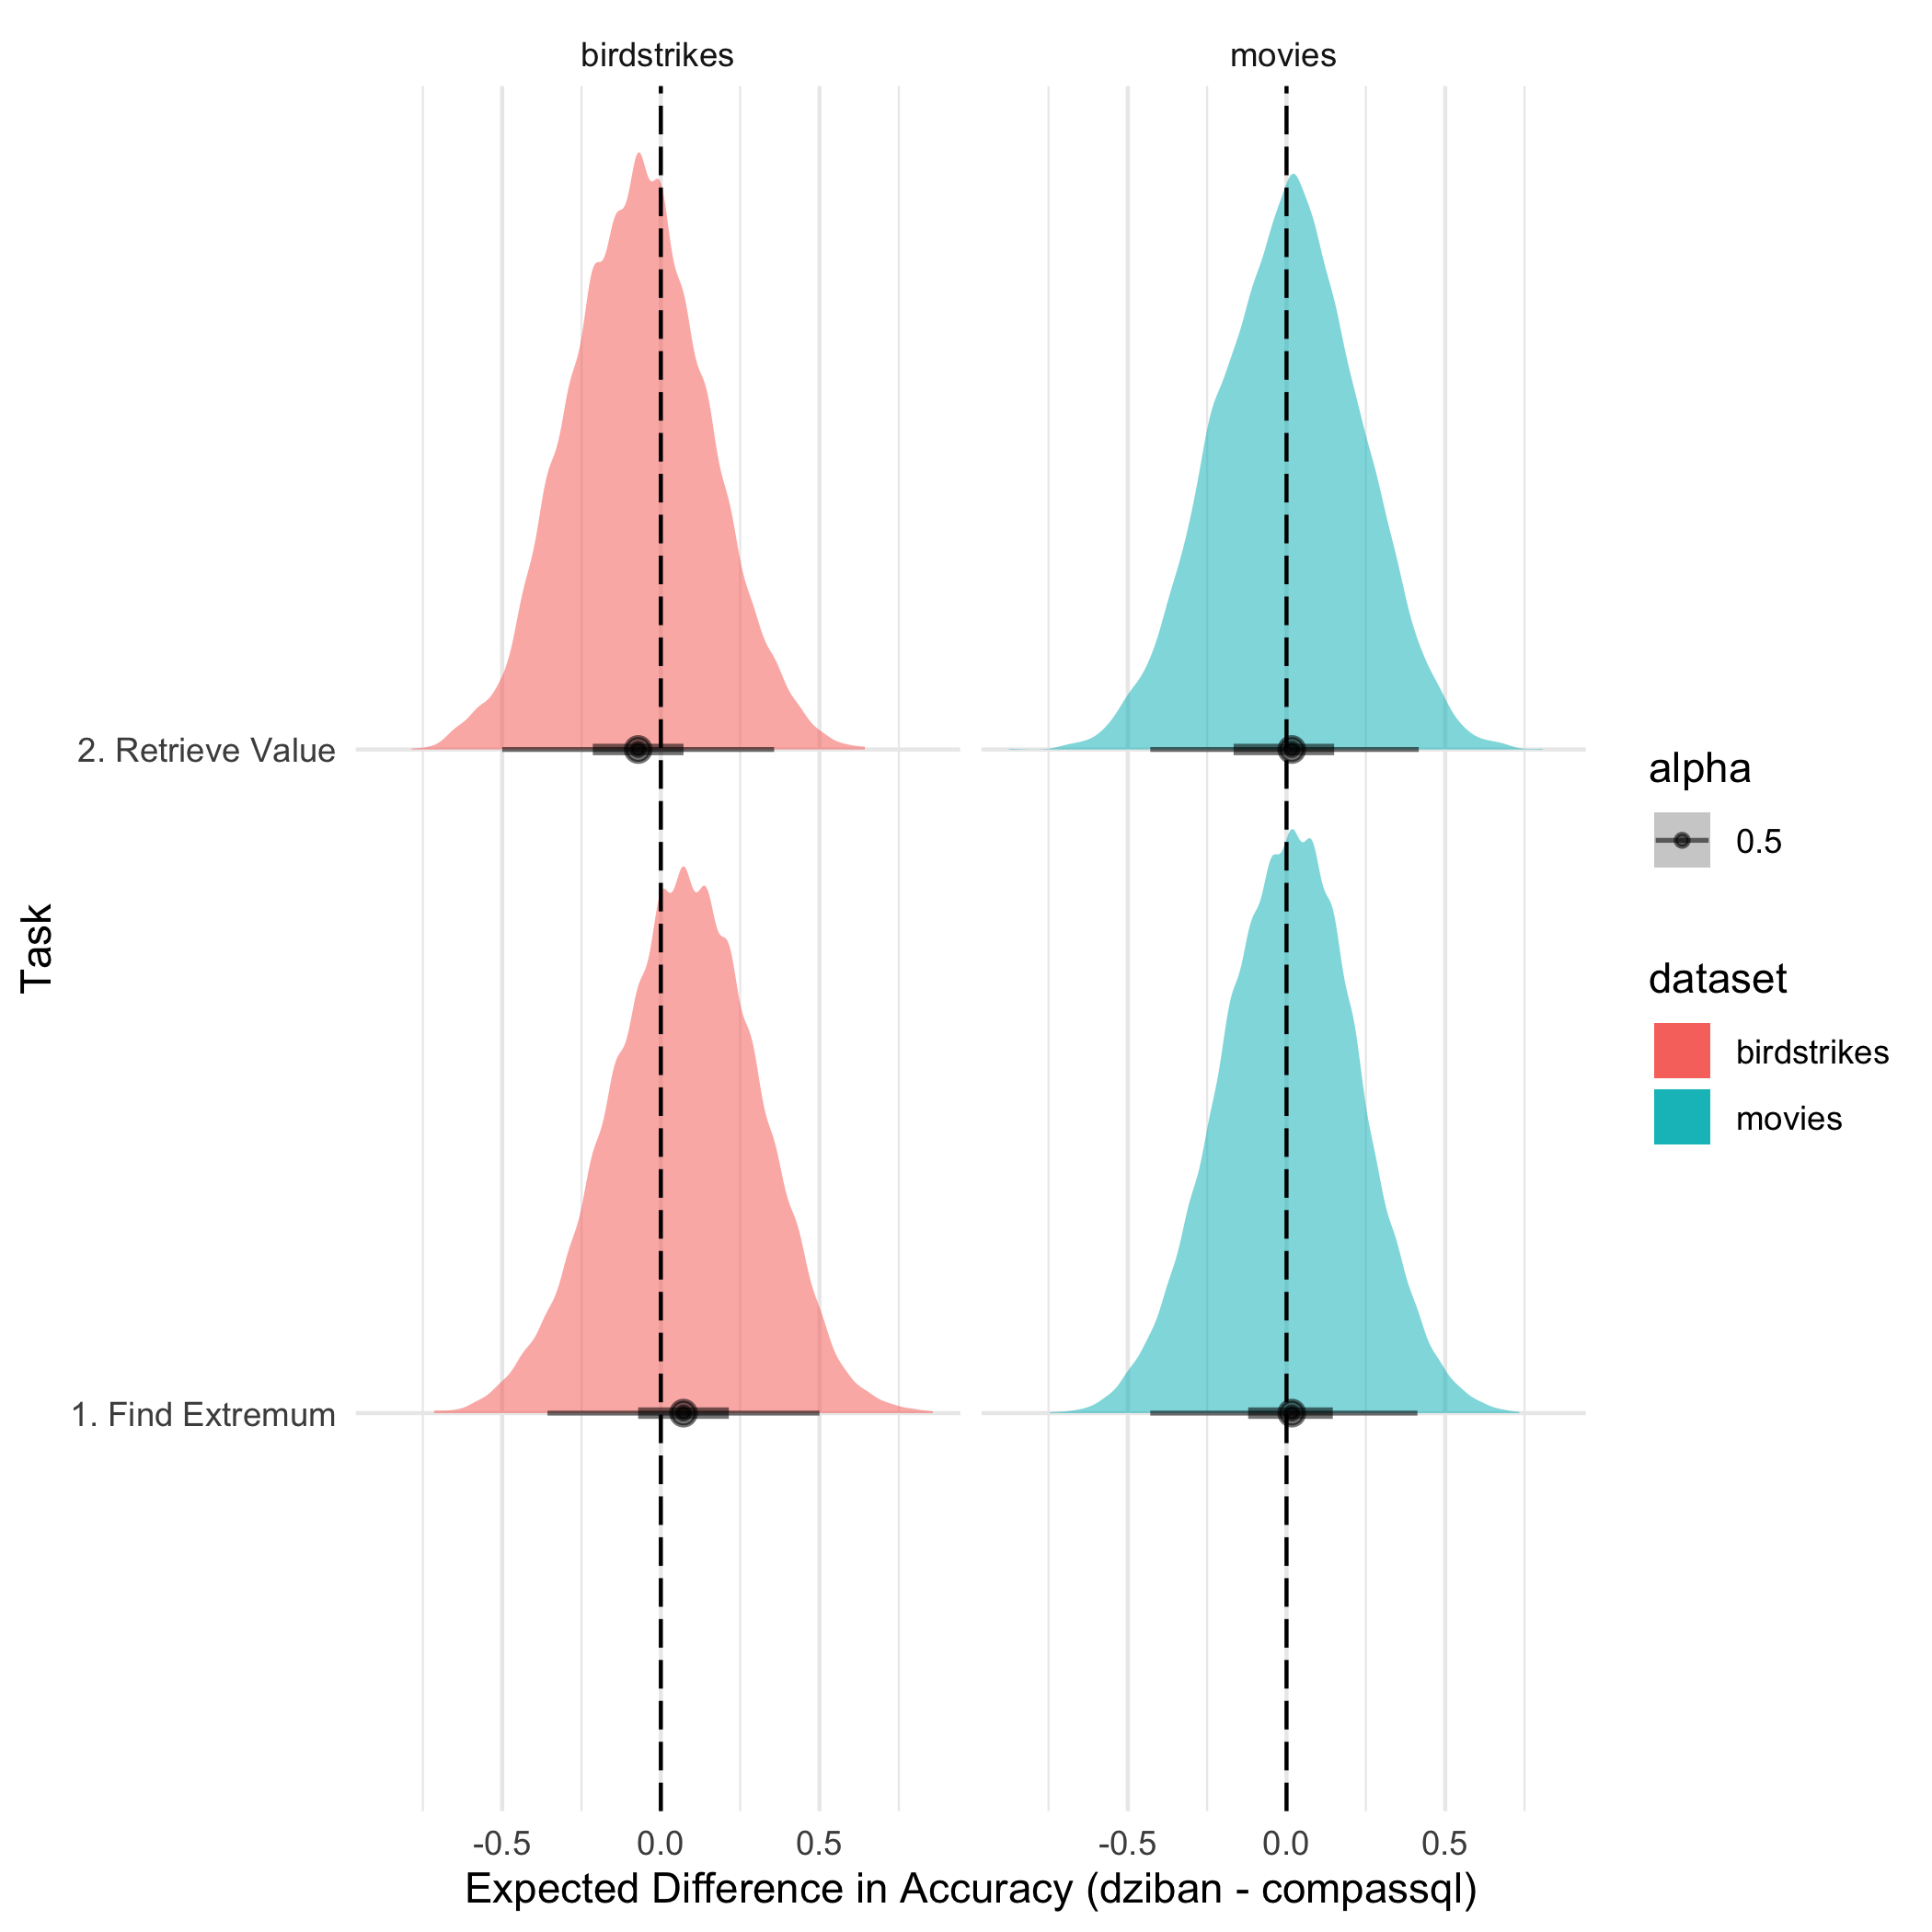 birdstrikes
movies
2. Retrieve Value
1. Find Extremum
Task
-0.5 0.0 0.5
-0.5 0.0 0.5
Expected Difference in Accuracy (dziban - compassql)
alpha
0.5
dataset
birdstrikes
movies